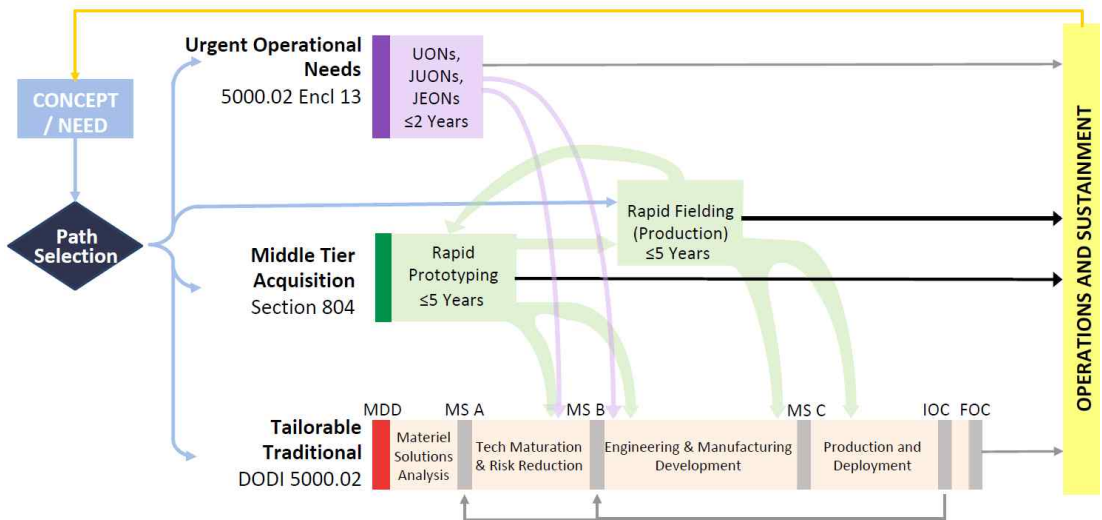 CONCEPT
/ NEED
Path
Selection
Urgent Operational
Needs
5000.02 Encl 13
UONs,
JUONs,
JEONs
≤2 Years
Middle Tier
Acquisition
Section 804
Rapid
Prototyping
≤5 Years
Rapid Fielding
(Production)
≤5 Years
Tailorable
Traditional
DODI 5000.02
MDD
MS A
MS B
MS C
IOC
FOC
Materiel
Solutions
Analysis
Tech Maturation
& Risk Reduction
Engineering & Manufacturing
Development
Production and
Deployment
OPERATIONS AND SUSTAINMENT